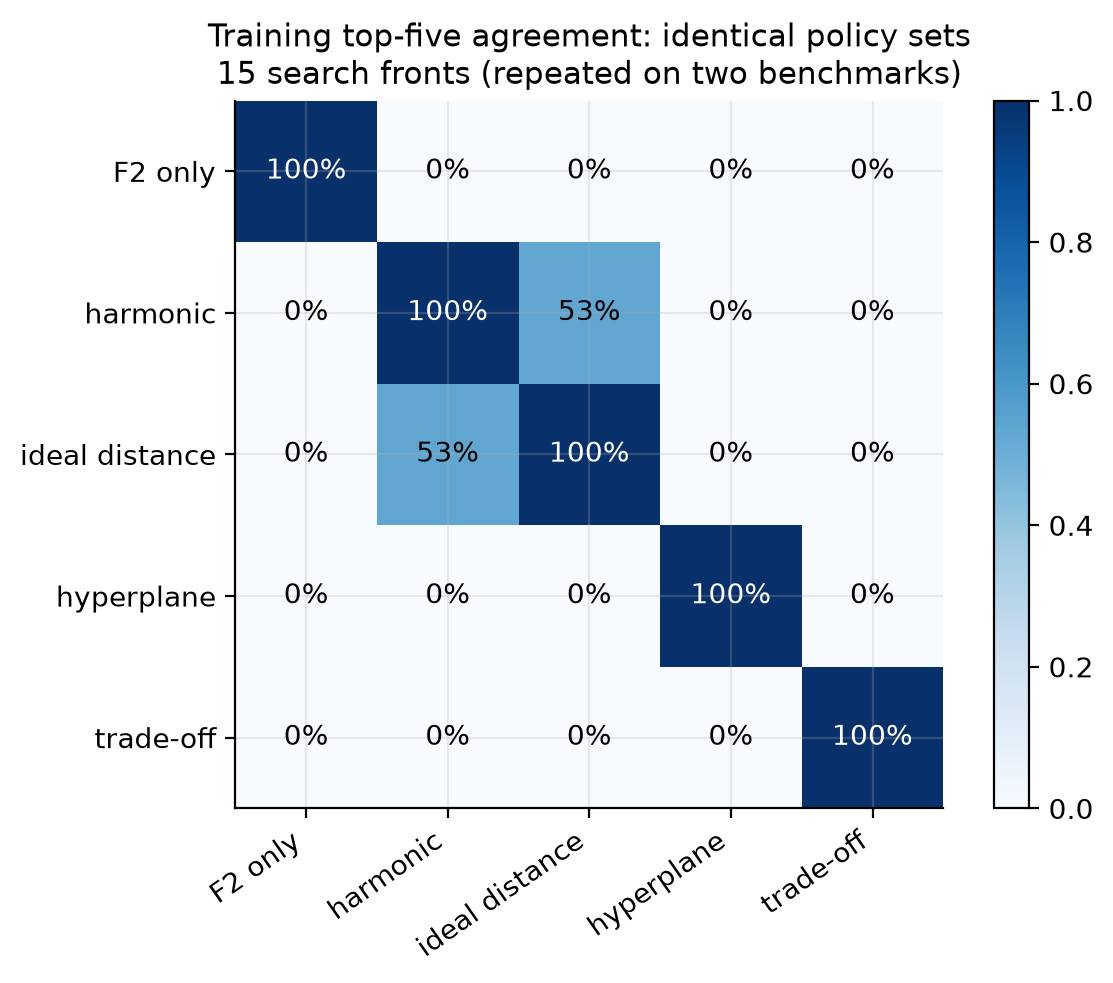 Training top-five agreement: identical policy sets
15 search fronts (repeated on two benchmarks)
F2 only 100% 0% 0% 0% 0%
harmonic 0% 100% 53% 0% 0%
ideal distance 0% 53% 100% 0% 0%
hyperplane 0% 0% 0% 100% 0%
trade-off 0% 0% 0% 0% 100%
F2 only harmonic ideal distance hyperplane trade-off
1.0
0.8
0.6
0.4
0.2
0.0